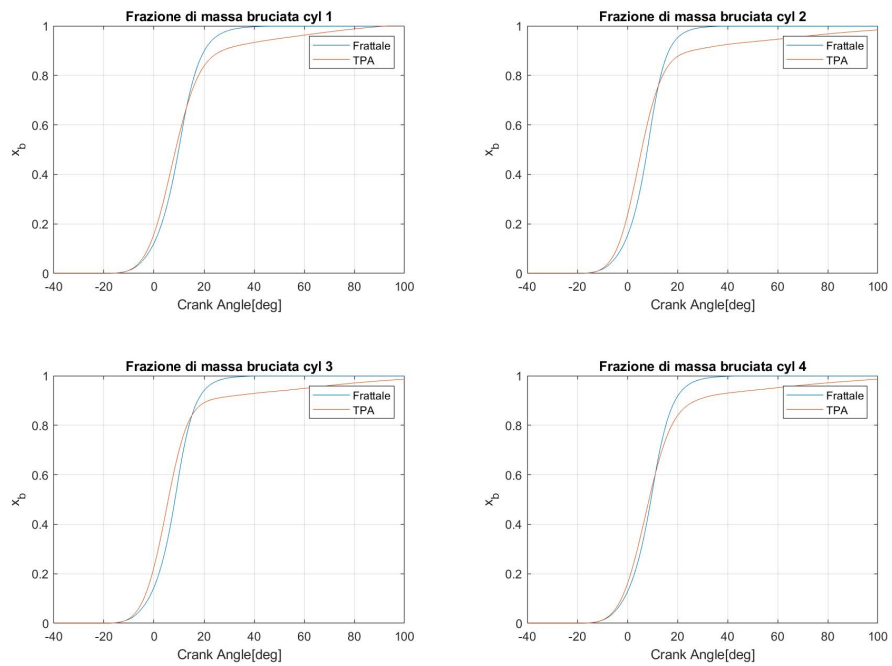 Frazione di massa bruciata cyl 1
1
0.8
0.6
0.4
0.2
0
x_b
Frattale
TPA
-40 -20 0 20 40 60 80 100
Crank Angle[deg]
Frazione di massa bruciata cyl 2
1
0.8
0.6
0.4
0.2
0
x_b
Frattale
TPA
-40 -20 0 20 40 60 80 100
Crank Angle[deg]
Frazione di massa bruciata cyl 3
1
0.8
0.6
0.4
0.2
0
x_b
Frattale
TPA
-40 -20 0 20 40 60 80 100
Crank Angle[deg]
Frazione di massa bruciata cyl 4
1
0.8
0.6
0.4
0.2
0
x_b
Frattale
TPA
-40 -20 0 20 40 60 80 100
Crank Angle[deg]